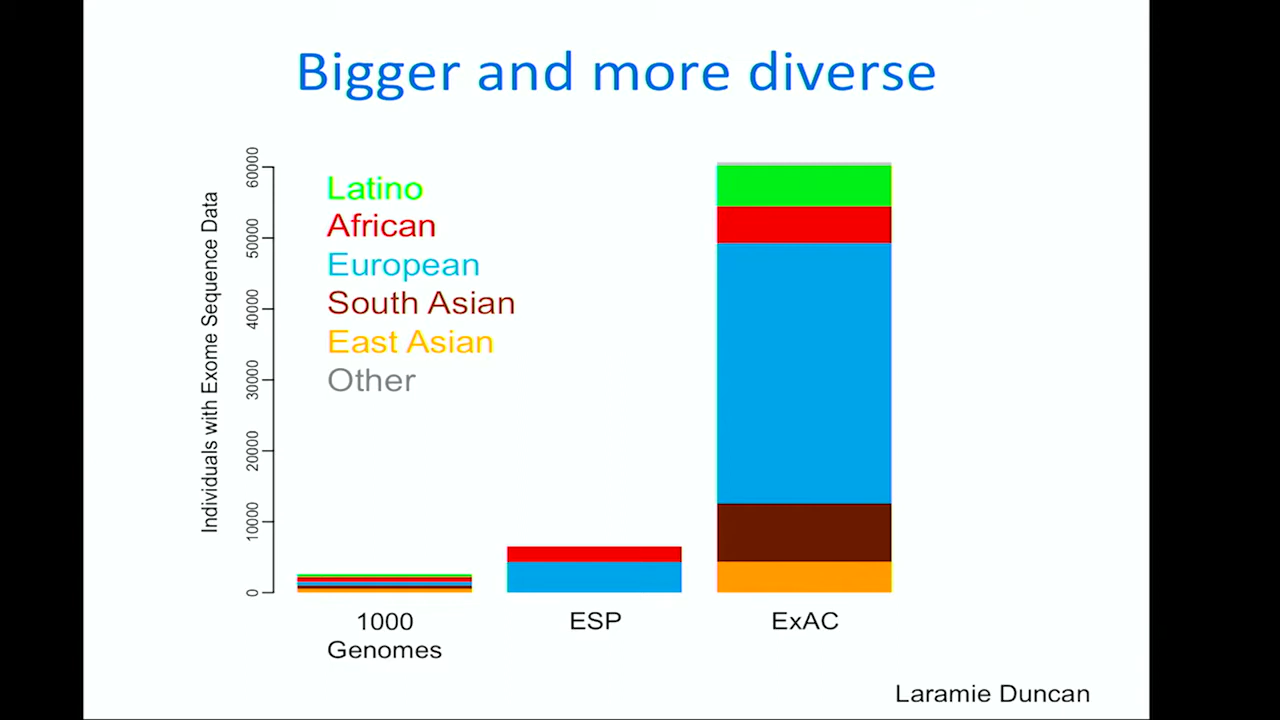 Bigger and more diverse
Individuals with Exome Sequence Data
60000
50000
40000
30000
20000
10000
0
Latino
African
European
South Asian
East Asian
Other
1000
Genomes
ESP
ExAC
Laramie Duncan